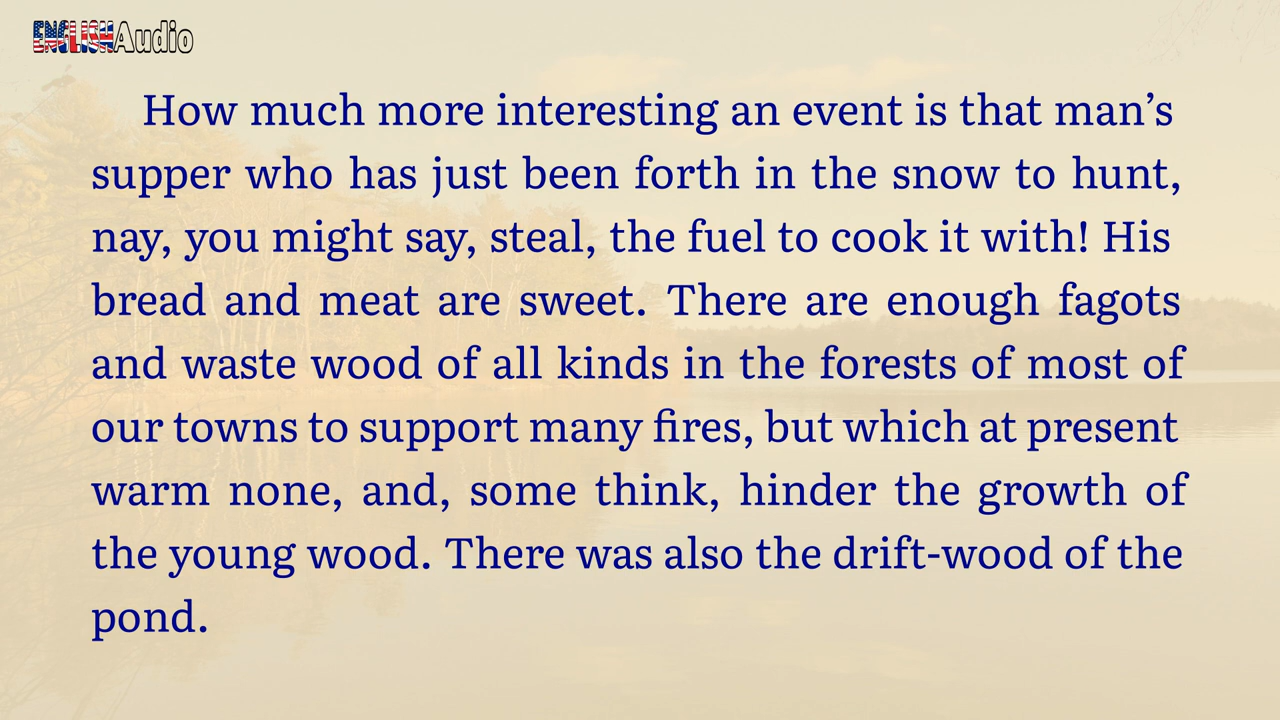 ENGLISHAudio
How much more interesting an event is that man’s
supper who has just been forth in the snow to hunt,
nay, you might say, steal, the fuel to cook it with! His
bread and meat are sweet. There are enough fagots
and waste wood of all kinds in the forests of most of
our towns to support many fires, but which at present
warm none, and, some think, hinder the growth of
the young wood. There was also the drift-wood of the
pond.